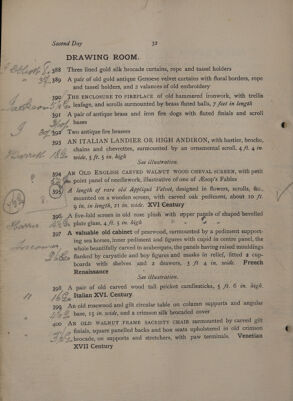 Second Day 32
DRAWING ROOM.
388 Three lined gold silk brocade curtains, rope and tassel holders
389 A pair of old gold antique Genoese velvet curtains with floral borders, rope
and tassel holders, and 2 valances of old embroidery
390 THE ENCLOSURE TO FIREPLACE of old hammered ironwork, with trellis
leafage, and scrolls surmounted by brass fluted balls, 7 feet in length
391 A pair of antique brass and iron fire dogs with fluted finials and scroll
bases
392 Two antique fire brasses
393 AN ITALIAN LANDIER OR HIGH ANDIRON, with hastier, broche,
chains and chevrettes, surmounted by an ornamental scroll, 4 ft. 4 in.
wide, 5 ft. 5 in. high
See illustration.
394 AN OLD ENGLISH CARVED WALNUT WOOD CHEVAL SCREEN, with petit
point panel of needlework, illustrative of one of Æsop's Fables
395 A length of rare old Appliqué Velvet, designed in flowers, scrolls, &c.,
mounted on a wooden screen, with carved oak pediment, about 10 ft.
9 in. in length, 21 in. wide. XVI Century
396 A five-fold screen in old rose plush with upper panels of shaped bevelled
plate glass, 4 ft. 5 in. high
397 A valuable old cabinet of pearwood, surmounted by a pediment support-
ing sea horses, inner pediment and figures with cupid in centre panel, the
whole beautifully carved in arabesques, the panels having raised mouldings
flanked by caryatide and boy figures and masks in relief, fitted 2 cup-
boards with shelves and 2 drawers, 3 ft 4 in. wide. French
Renaissance
See illustration.
398 A pair of old carved wood tall pricket candlesticks, 5 ft. 6 in. high.
Italian XVI. Century
399 An old rosewood and gilt circular table on column supports and angular
base, 15 in. wide, and a crimson silk brocaded cover
400 AN OLD WALNUT FRAME SACRISTY CHAIR surmounted by carved gilt
finials, square panelled backs and box seats upholstered in old crimson
brocade, on supports and stretchers, with paw terminals. Venetian
XVII Century